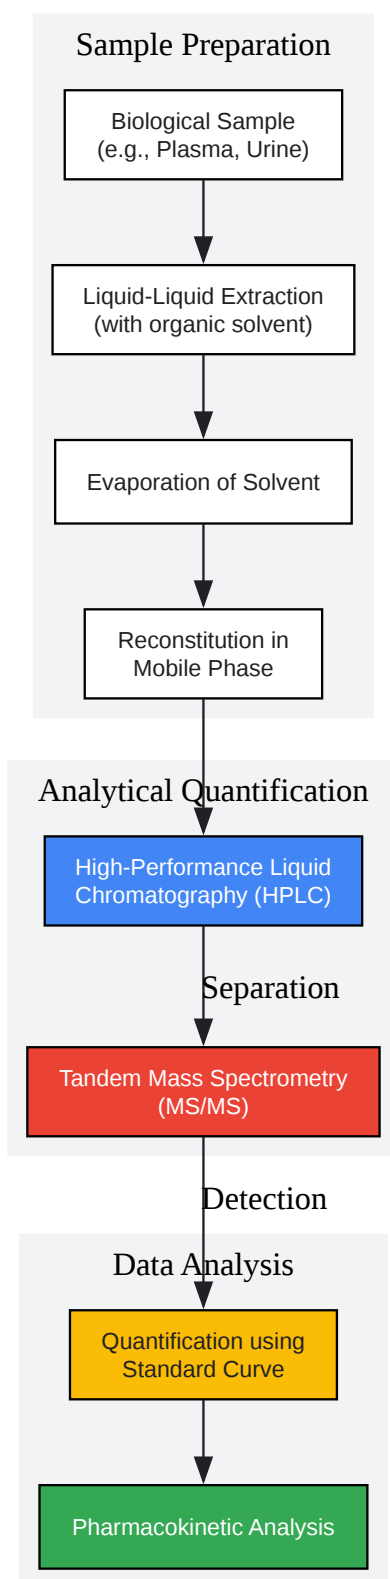 Sample Preparation
Biological Sample
(e.g., Plasma, Urine)
Liquid-Liquid Extraction
(with organic solvent)
Evaporation of Solvent
Reconstitution in
Mobile Phase
Analytical Quantification
High-Performance Liquid
Chromatography (HPLC)
Separation
Tandem Mass Spectrometry
(MS/MS)
Detection
Data Analysis
Quantification using
Standard Curve
Pharmacokinetic Analysis